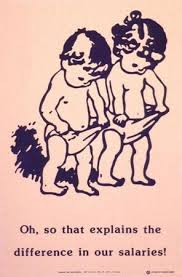 Oh, so that explains the
difference in our salaries!